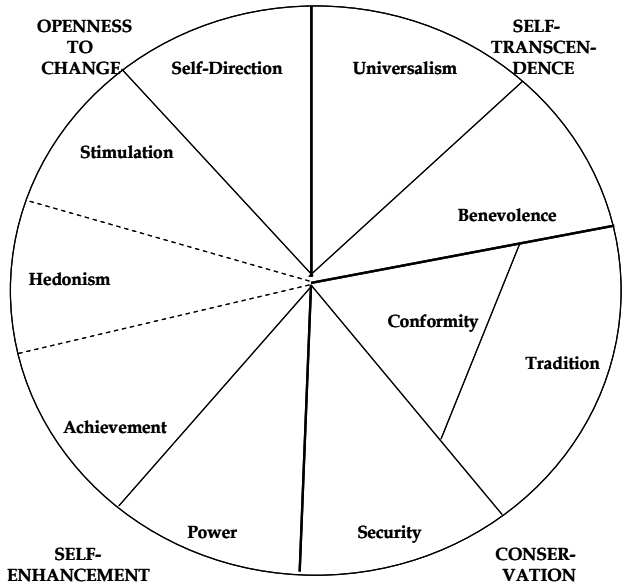 OPENNESS
TO
CHANGE
SELF-
TRANSCEN-
DENCE
Self-Direction
Universalism
Stimulation
Benevolence
Hedonism
Conformity
Tradition
Achievement
Power
Security
SELF-
ENHANCEMENT
CONSER-
VATION